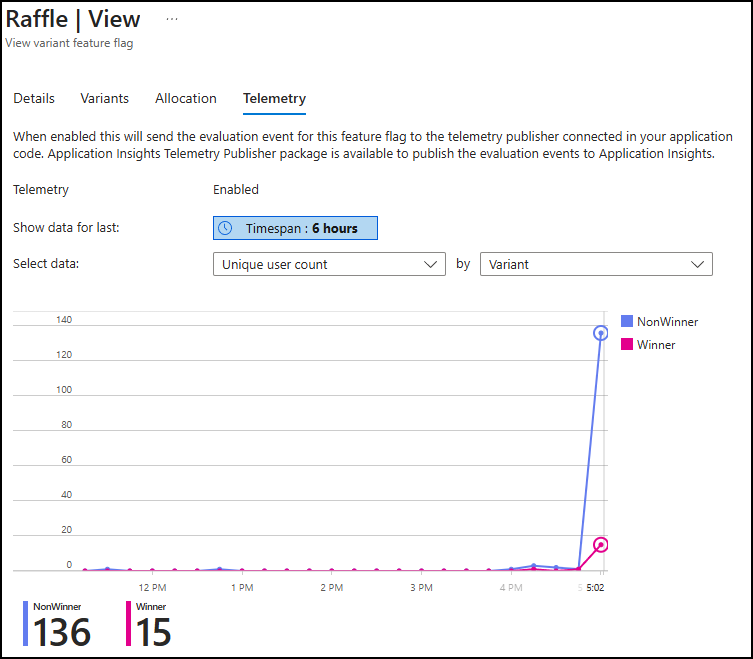 Raffle | View ...
View variant feature flag
Details Variants Allocation Telemetry
When enabled this will send the evaluation event for this feature flag to the telemetry publisher connected in your application
code. Application Insights Telemetry Publisher package is available to publish the evaluation events to Application Insights.
Telemetry Enabled
Show data for last: Timespan : 6 hours
Select data: Unique user count by Variant
140
120
100
80
60
40
20
0
NonWinner
Winner
12 PM 1 PM 2 PM 3 PM 4 PM 5:02
NonWinner Winner
136 15